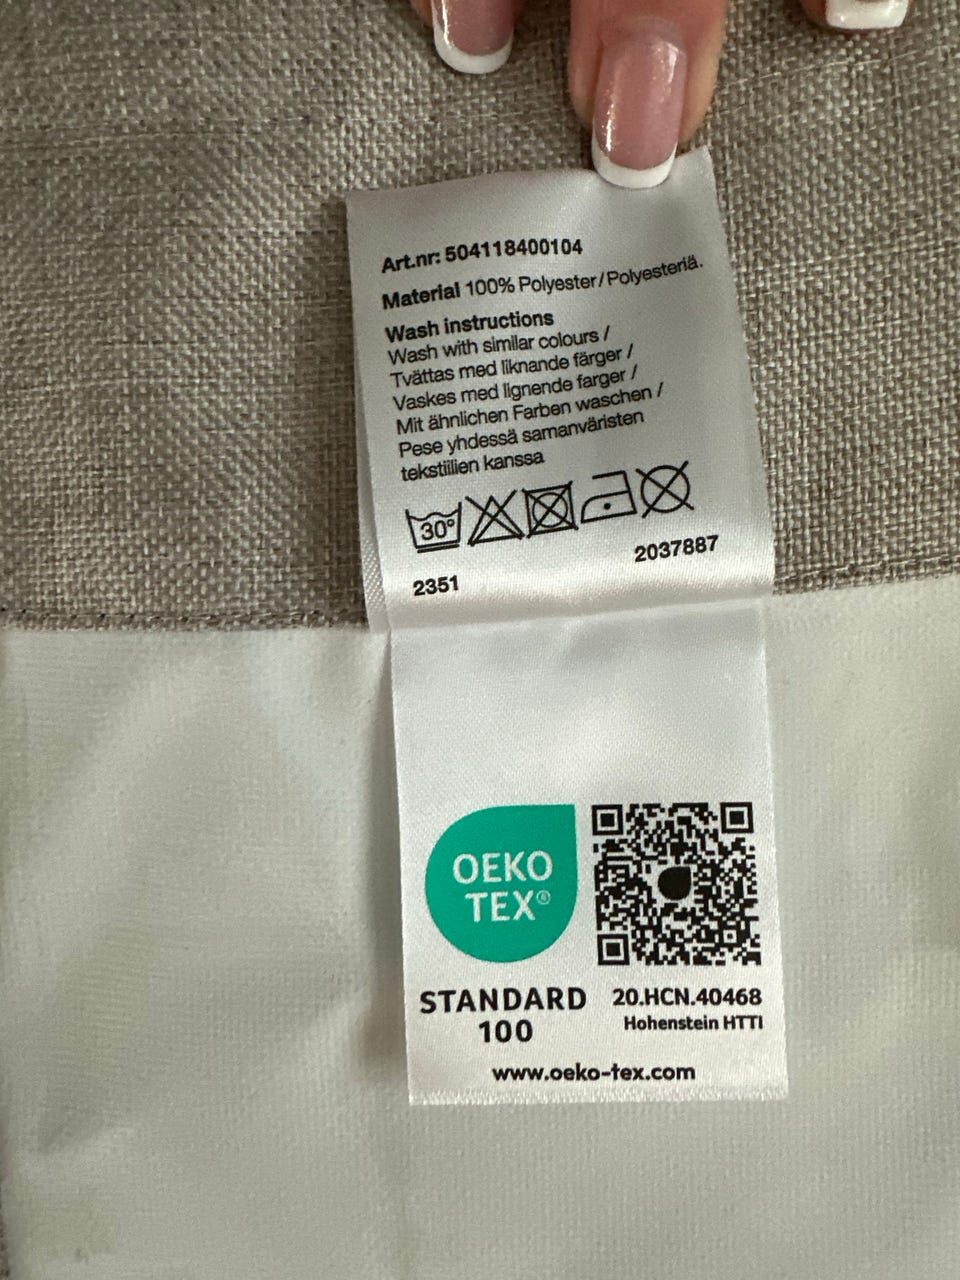 Art.nr: 504118400104
Material 100% Polyester/Polyesteriä.
Wash instructions
Wash with similar colours /
Tvättas med liknande färger /
Vaskes med lignende farger /
Mit ähnlichen Farben waschen /
Pese yhdessä samanväristen
tekstiilien kanssa
30°
2351
2037887
OEKO
TEX®
STANDARD
100
20.HCN.40468
Hohenstein HTTI
www.oeko-tex.com